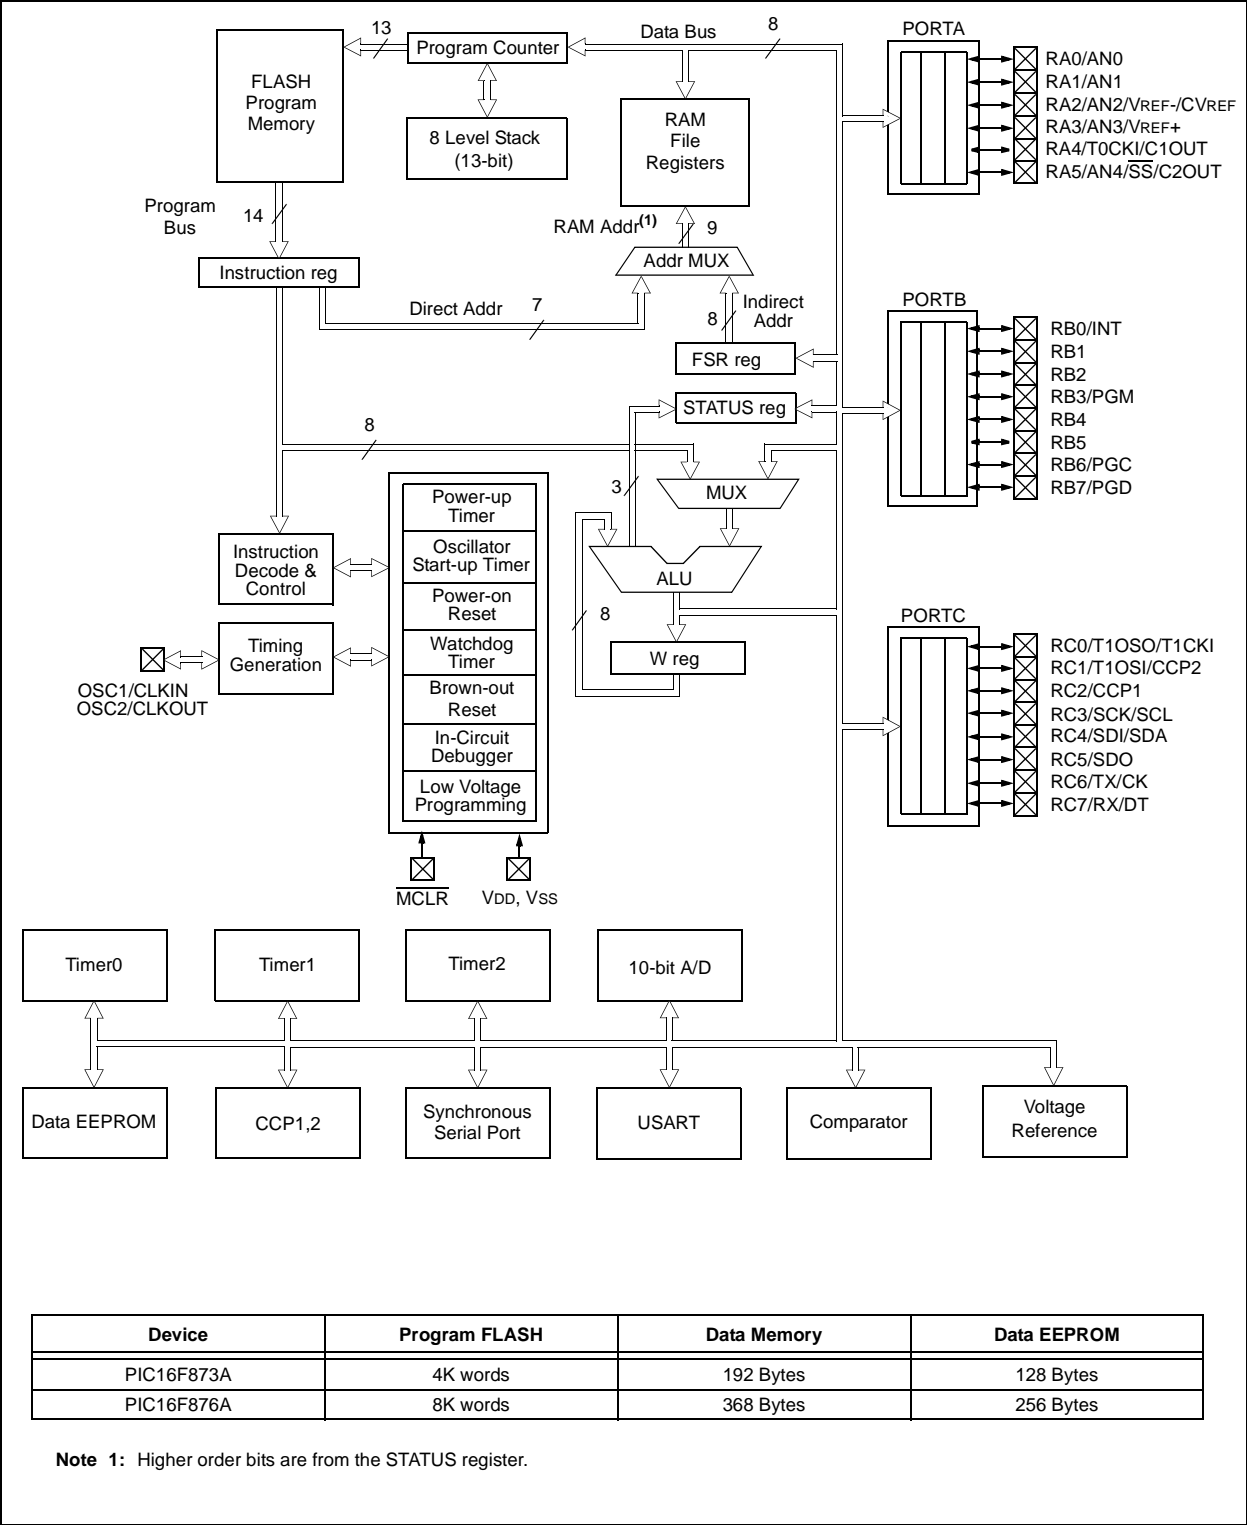 13
Program Counter
Data Bus
8
PORTA
FLASH
Program
Memory
8 Level Stack
(13-bit)
RAM
File
Registers
RA0/AN0
RA1/AN1
RA2/AN2/VREF-/CVREF
RA3/AN3/VREF+
RA4/T0CKI/C1OUT
RA5/AN4/SS/C2OUT
Program
Bus
14
RAM Addr(1)
9
Addr MUX
Instruction reg
Direct Addr
7
8
Indirect
Addr
FSR reg
STATUS reg
PORTB
RB0/INT
RB1
RB2
RB3/PGM
RB4
RB5
RB6/PGC
RB7/PGD
8
3
MUX
ALU
8
W reg
Power-up
Timer
Oscillator
Start-up Timer
Power-on
Reset
Watchdog
Timer
Brown-out
Reset
In-Circuit
Debugger
Low Voltage
Programming
Instruction
Decode &
Control
Timing
Generation
OSC1/CLKIN
OSC2/CLKOUT
MCLR
VDD, VSS
PORTC
RC0/T1OSO/T1CKI
RC1/T1OSI/CCP2
RC2/CCP1
RC3/SCK/SCL
RC4/SDI/SDA
RC5/SDO
RC6/TX/CK
RC7/RX/DT
Timer0
Timer1
Timer2
10-bit A/D
Data EEPROM
CCP1,2
Synchronous
Serial Port
USART
Comparator
Voltage
Reference
Device Program FLASH Data Memory Data EEPROM
PIC16F873A 4K words 192 Bytes 128 Bytes
PIC16F876A 8K words 368 Bytes 256 Bytes
Note 1: Higher order bits are from the STATUS register.